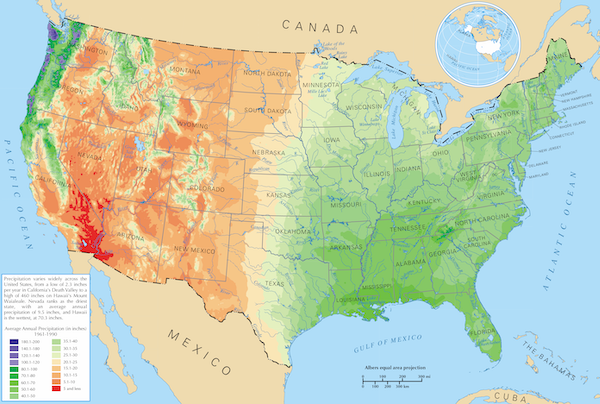 CANADA
Lake of the
Woods
WASHINGTON
MONTANA
NORTH DAKOTA
MINNESOTA
OREGON
IDAHO
SOUTH DAKOTA
WISCONSIN
Lake Michigan
MAINE
VERMONT
NEW HAMPSHIRE
MASSACHUSETTS
NEW YORK
RHODE ISLAND
CONNECTICUT
WYOMING
IOWA
PENNSYLVANIA
NEW JERSEY
NEBRASKA
NEVADA
UTAH
ILLINOIS
INDIANA
OHIO
DELAWARE
MARYLAND
COLORADO
KANSAS
MISSOURI
WEST
VIRGINIA
VIRGINIA
KENTUCKY
CALIFORNIA
ARIZONA
NEW MEXICO
OKLAHOMA
ARKANSAS
TENNESSEE
NORTH CAROLINA
SOUTH
CAROLINA
MISSISSIPPI
ALABAMA
GEORGIA
TEXAS
LOUISIANA
FLORIDA
PACIFIC OCEAN
ATLANTIC OCEAN
MEXICO
GULF OF MEXICO
THE BAHAMAS
CUBA
Precipitation varies widely across the
United States, from a low of 2.3 inches
per year in California's Death Valley to a
high of 460 inches on Hawaii's Mount
Waialeale. Nevada ranks as the driest
state, with an average annual
precipitation of 9.5 inches, and Hawaii
is the wettest, at 70.3 inches.
Average Annual Precipitation (in inches)
1961-1990
180.1-200
140.1-180
120.1-140
100.1-120
80.1-100
70.1-80
60.1-70
50.1-60
40.1-50
35.1-40
30.1-35
25.1-30
20.1-25
15.1-20
10.1-15
5.1-10
5 and less
Albers equal area projection
100
200
300 mi
0
100
200
300 km